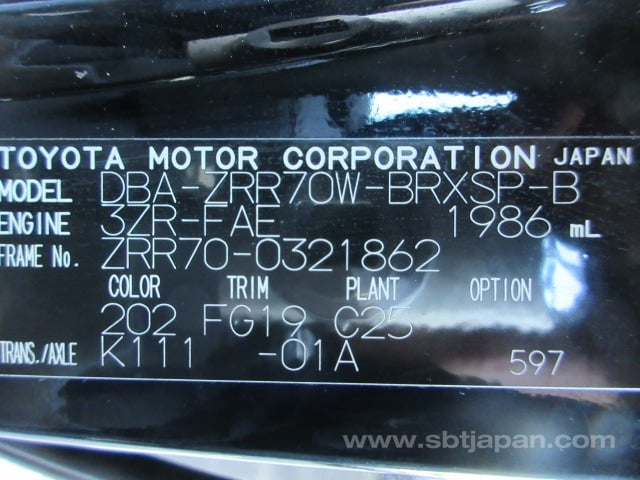 TOYOTA MOTOR CORPORATION JAPAN
MODEL DBA-ZRR70W-BRXSP-B
ENGINE 3ZR-FAE 1986 mL
FRAME No. ZRR70-0321862
COLOR TRIM PLANT OPTION
202 FG19 C25
TRANS./AXLE K111 -01A 597
www.sbtjapan.com